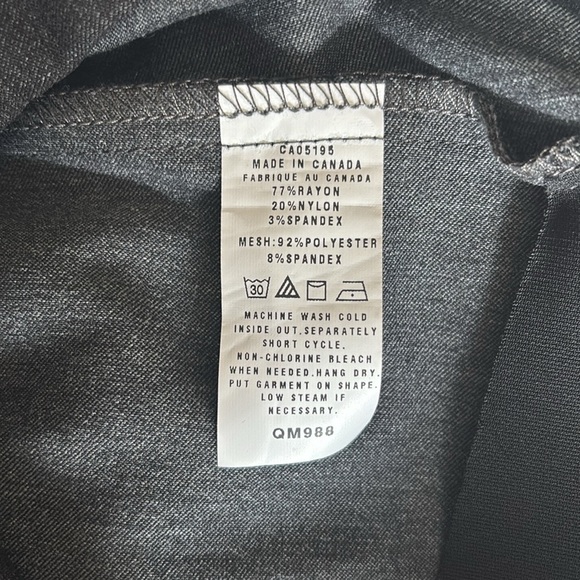 CA05195
MADE IN CANADA
FABRIQUE AU CANADA
77%RAYON
20%NYLON
3%SPANDEX
MESH:92%POLYESTER
8%SPANDEX
30
MACHINE WASH COLD
INSIDE OUT.SEPARATELY
SHORT CYCLE.
NON-CHLORINE BLEACH
WHEN NEEDED.HANG DRY.
PUT GARMENT ON SHAPE.
LOW STEAM IF
NECESSARY.
QM988